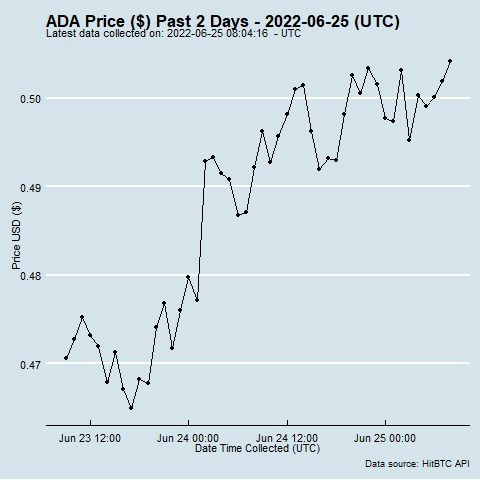 ADA Price ($) Past 2 Days - 2022-06-25 (UTC)
Latest data collected on: 2022-06-25 08:04:16  - UTC
Price USD ($)
0.50
0.49
0.48
0.47
Jun 23 12:00 Jun 24 00:00 Jun 24 12:00 Jun 25 00:00
Date Time Collected (UTC)
Data source: HitBTC API